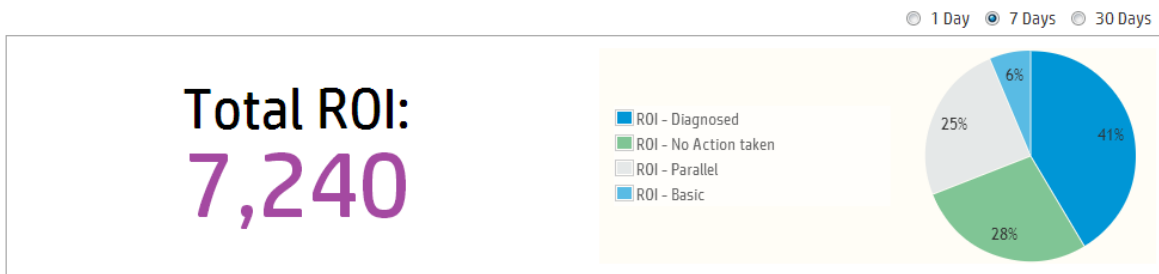 1 Day 7 Days 30 Days
Total ROI:
7,240
ROI - Diagnosed
ROI - No Action taken
ROI - Parallel
ROI - Basic
6%
25%
41%
28%